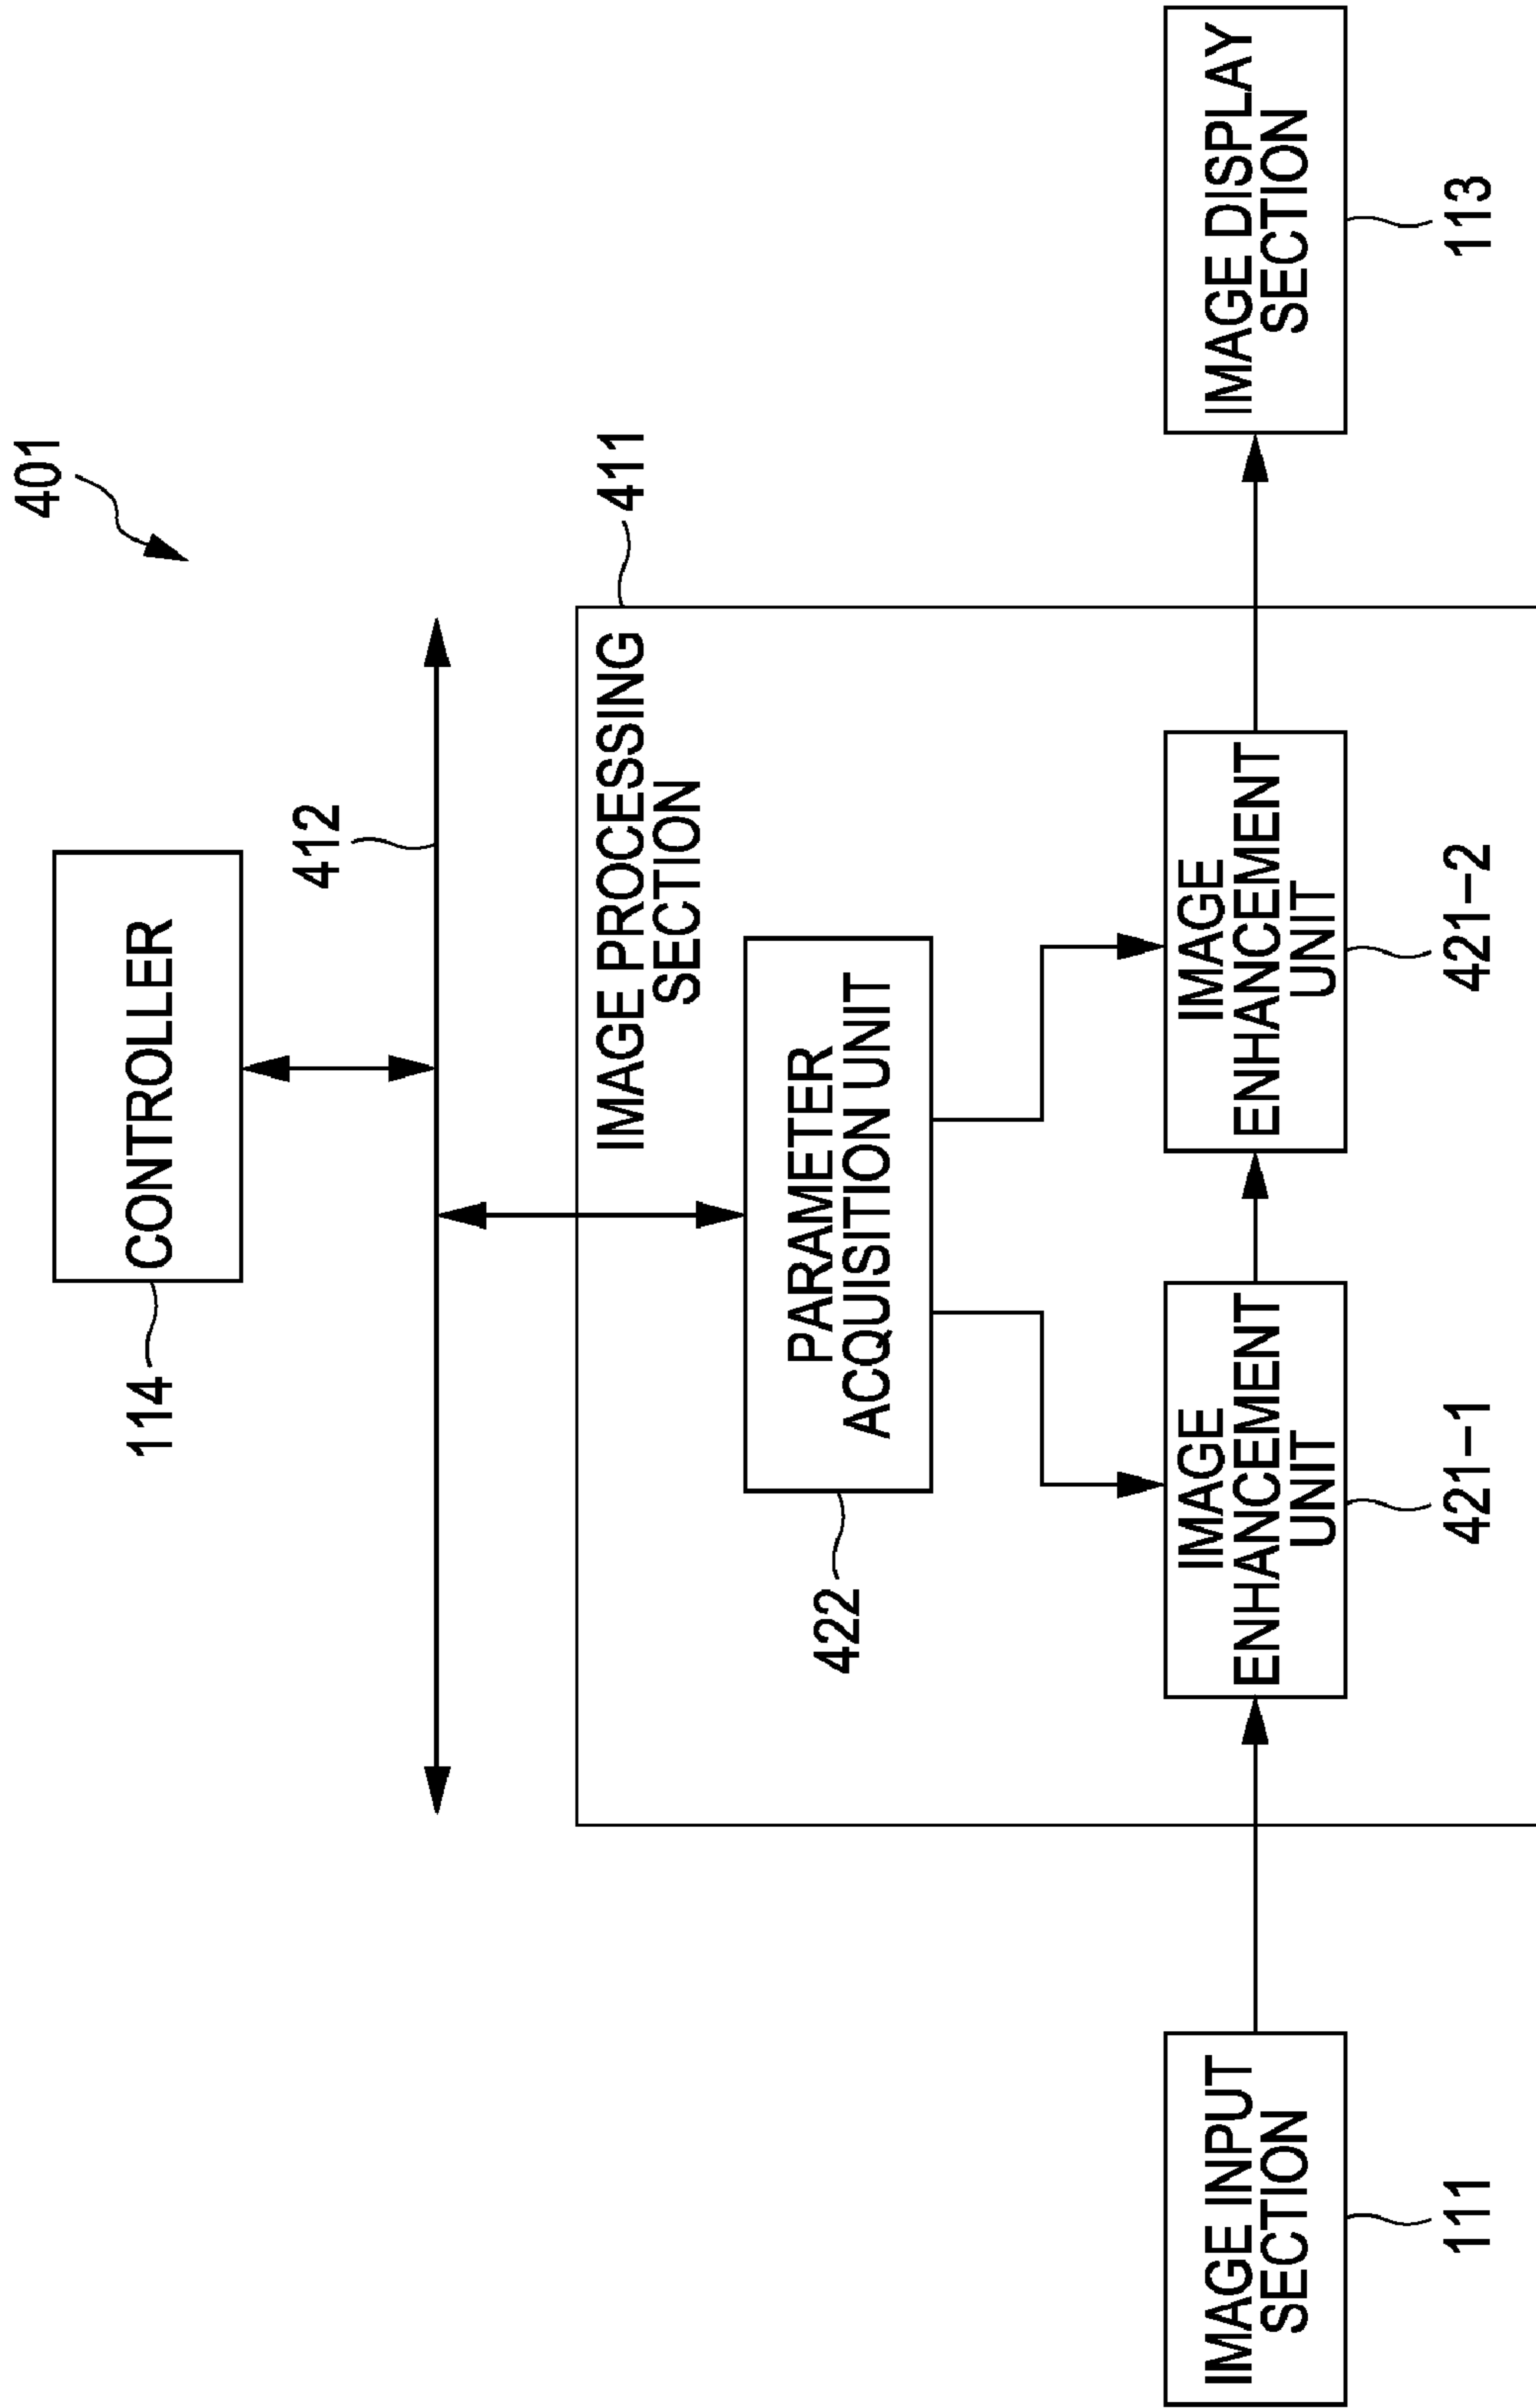 401
CONTROLLER
114
412
411
IMAGE PROCESSING
SECTION
PARAMETER
ACQUISITION UNIT
422
IMAGE INPUT
SECTION
111
IMAGE
ENHANCEMENT
UNIT
421-1
IMAGE
ENHANCEMENT
UNIT
421-2
IMAGE DISPLAY
SECTION
113